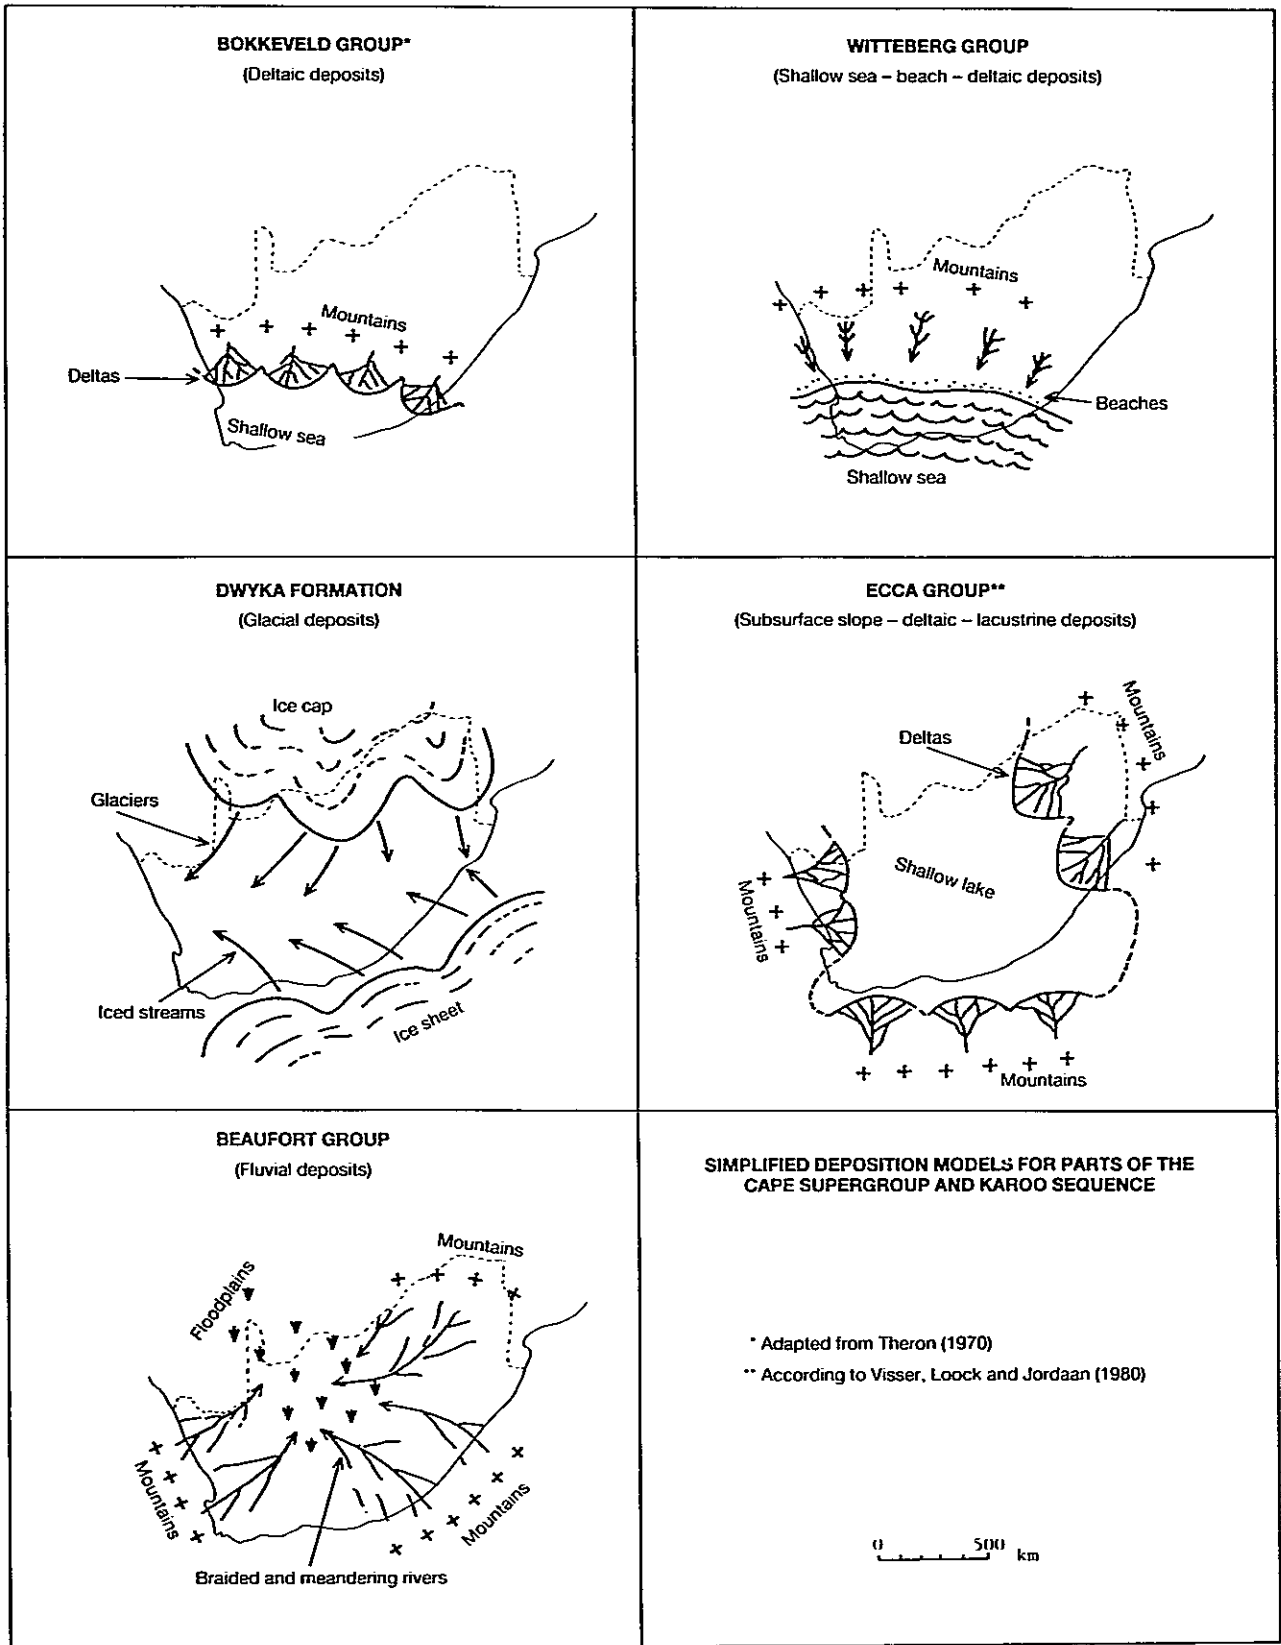 BOKKEVELD GROUP*
(Deltaic deposits)
Mountains
Deltas
Shallow sea
WITTEBERG GROUP
(Shallow sea – beach – deltaic deposits)
Mountains
Beaches
Shallow sea
DWYKA FORMATION
(Glacial deposits)
Ice cap
Glaciers
Iced streams
Ice sheet
ECCA GROUP**
(Subsurface slope – deltaic – lacustrine deposits)
Mountains
Deltas
Shallow lake
Mountains
Mountains
BEAUFORT GROUP
(Fluvial deposits)
Mountains
Floodplains
Mountains
Mountains
Braided and meandering rivers
SIMPLIFIED DEPOSITION MODELS FOR PARTS OF THE
CAPE SUPERGROUP AND KAROO SEQUENCE
* Adapted from Theron (1970)
** According to Visser, Loock and Jordaan (1980)
0 500 km